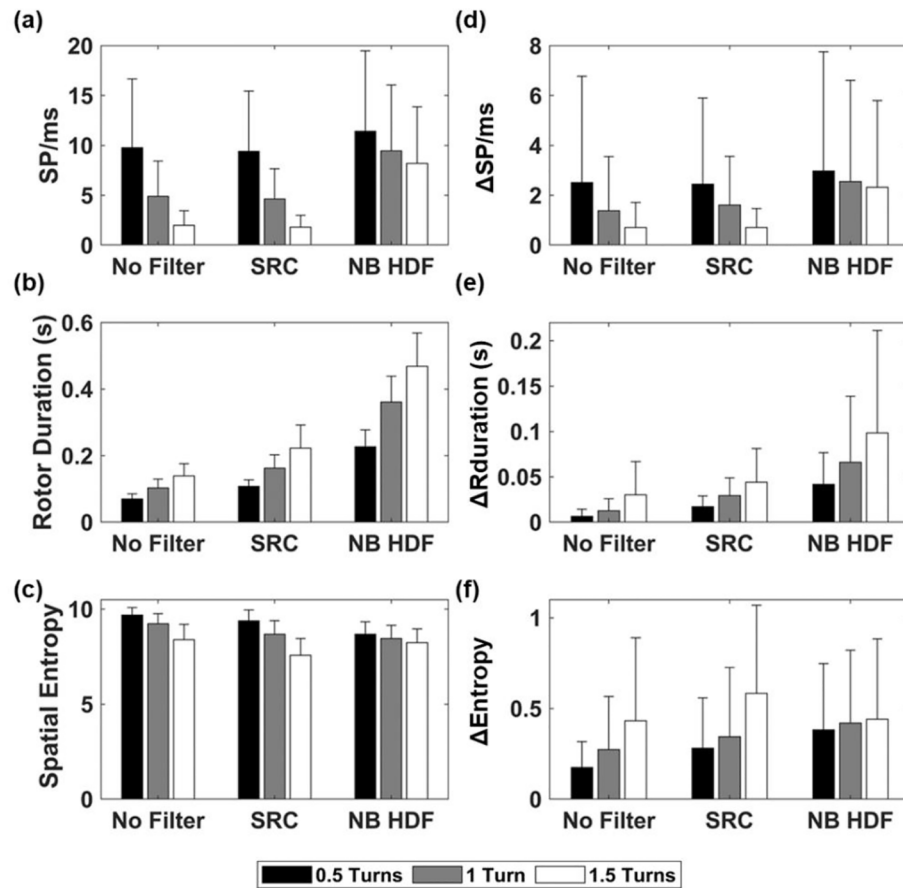 (a)
SP/ms
20
15
10
5
0
No Filter SRC NB HDF
(d)
ΔSP/ms
8
6
4
2
0
No Filter SRC NB HDF
(b)
Rotor Duration (s)
0.6
0.4
0.2
0
No Filter SRC NB HDF
(e)
ΔRduration (s)
0.2
0.15
0.1
0.05
0
No Filter SRC NB HDF
(c)
Spatial Entropy
10
5
0
No Filter SRC NB HDF
(f)
ΔEntropy
1
0.5
0
No Filter SRC NB HDF
0.5 Turns 1 Turn 1.5 Turns